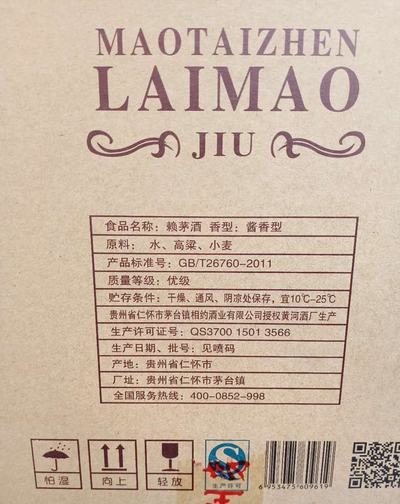 MAOTAIZHEN
LAIMAO
JIU
食品名称：赖茅酒 香型：酱香型
原料：水、高粱、小麦
产品标准号：GB/T26760-2011
质量等级：优级
贮存条件：干燥、通风、阴凉处保存，宜10℃-25℃
贵州省仁怀市茅台镇相约酒业有限公司授权黄河酒厂生产
生产许可证号：QS3700 1501 3566
生产日期、批号：见喷码
产地：贵州省仁怀市
厂址：贵州省仁怀市茅台镇
全国服务热线：400-0852-998
怕湿 向上 轻放 生产许可 6 953475 609619